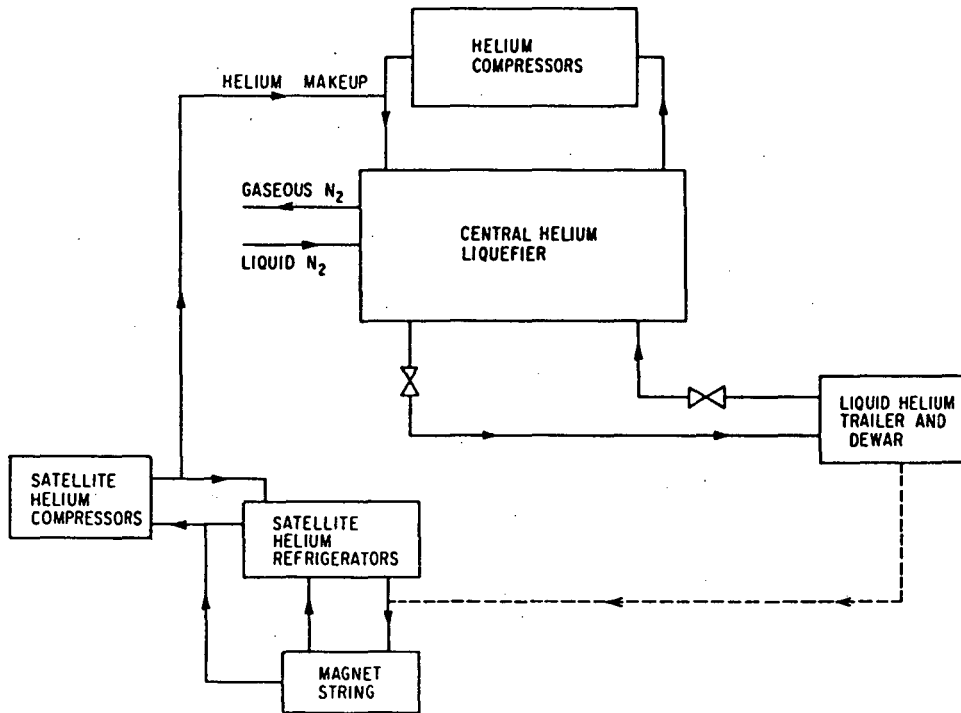 HELIUM
COMPRESSORS
HELIUM MAKEUP
GASEOUS N₂
LIQUID N₂
CENTRAL HELIUM
LIQUEFIER
LIQUID HELIUM
TRAILER AND
DEWAR
SATELLITE
HELIUM
COMPRESSORS
SATELLITE
HELIUM
REFRIGERATORS
MAGNET
STRING